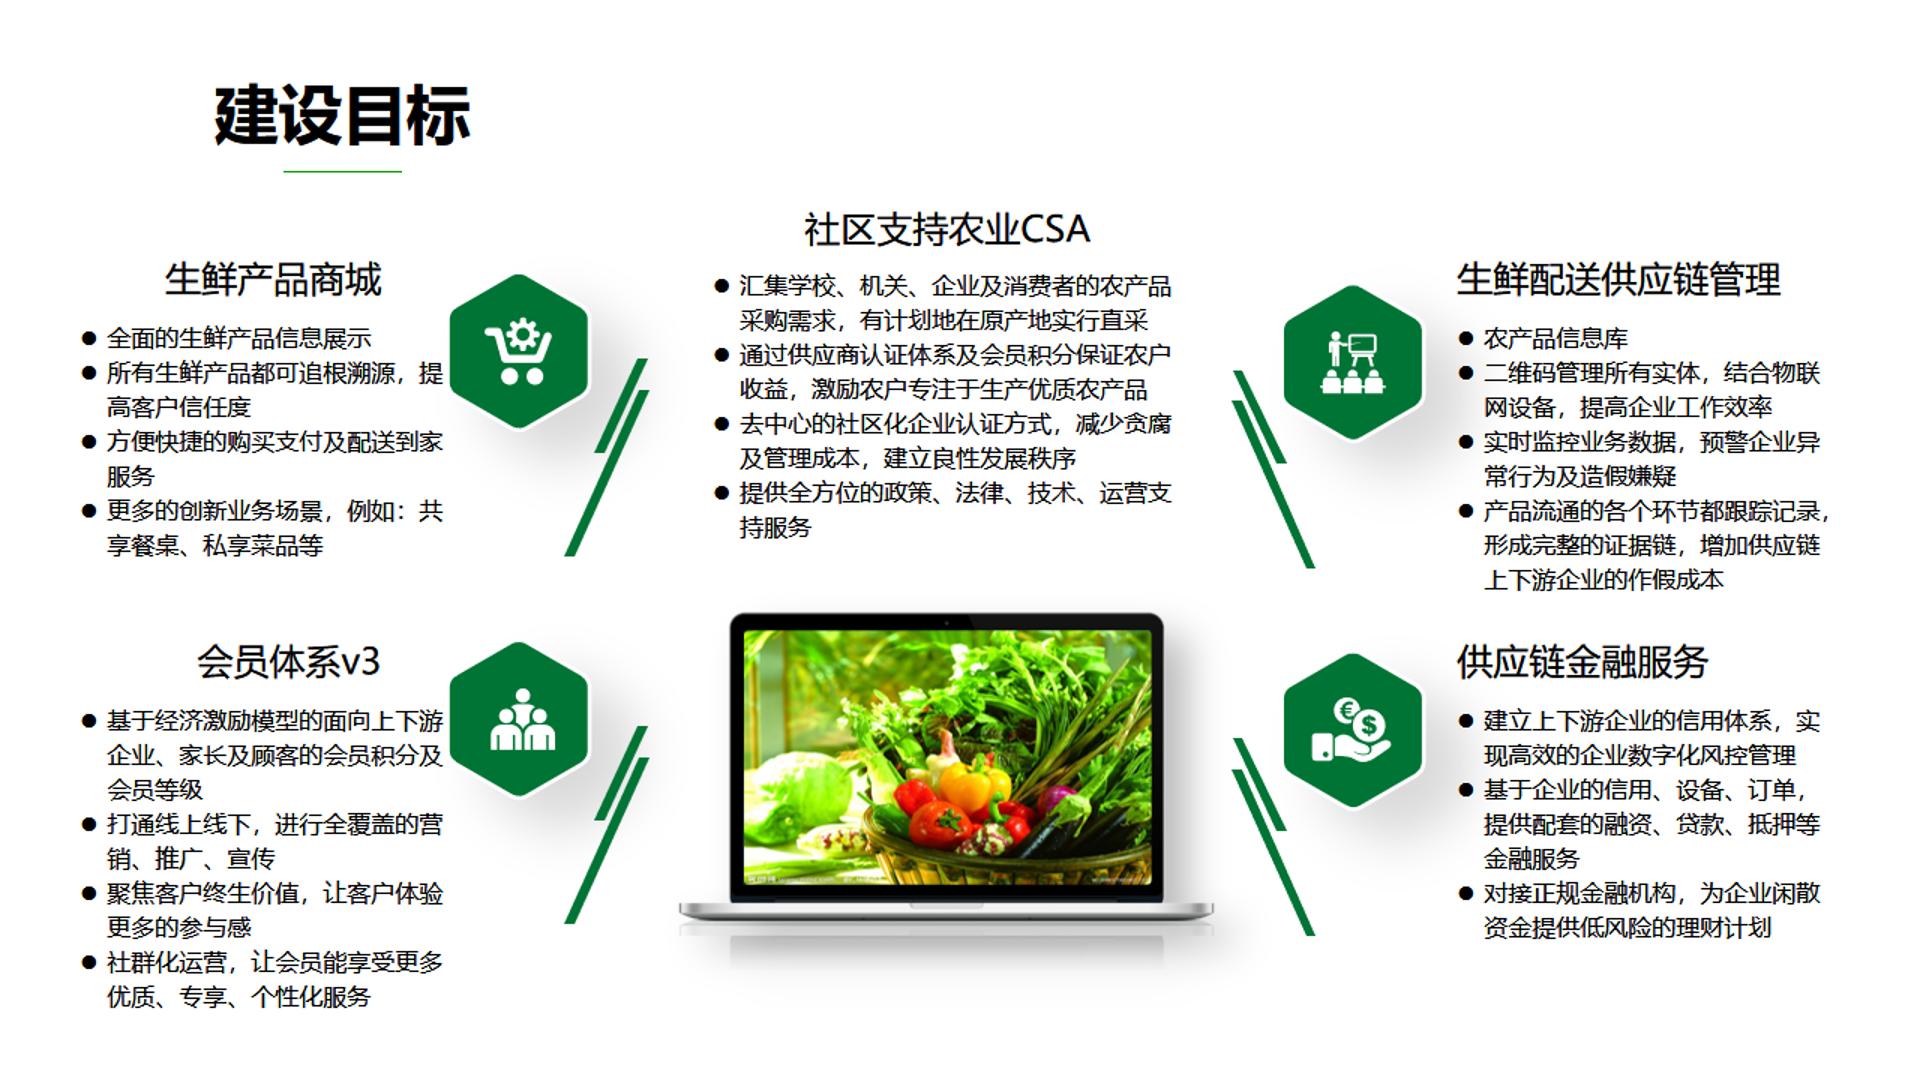 建设目标
生鲜产品商城
全面的生鲜产品信息展示
所有生鲜产品都可追根溯源，提
高客户信任度
方便快捷的购买支付及配送到家
服务
更多的创新业务场景，例如：共
享餐桌、私享菜品等
社区支持农业CSA
汇集学校、机关、企业及消费者的农产品
采购需求，有计划地在原产地实行直采
通过供应商认证体系及会员积分保证农户
收益，激励农户专注于生产优质农产品
去中心的社区化企业认证方式，减少贪腐
及管理成本，建立良性发展秩序
提供全方位的政策、法律、技术、运营支
持服务
生鲜配送供应链管理
农产品信息库
二维码管理所有实体，结合物联
网设备，提高企业工作效率
实时监控业务数据，预警企业异
常行为及造假嫌疑
产品流通的各个环节都跟踪记录，
形成完整的证据链，增加供应链
上下游企业的作假成本
会员体系v3
基于经济激励模型的面向上下游
企业、家长及顾客的会员积分及
会员等级
打通线上线下，进行全覆盖的营
销、推广、宣传
聚焦客户终生价值，让客户体验
更多的参与感
社群化运营，让会员能享受更多
优质、专享、个性化服务
供应链金融服务
建立上下游企业的信用体系，实
现高效的企业数字化风控管理
基于企业的信用、设备、订单，
提供配套的融资、贷款、抵押等
金融服务
对接正规金融机构，为企业闲散
资金提供低风险的理财计划